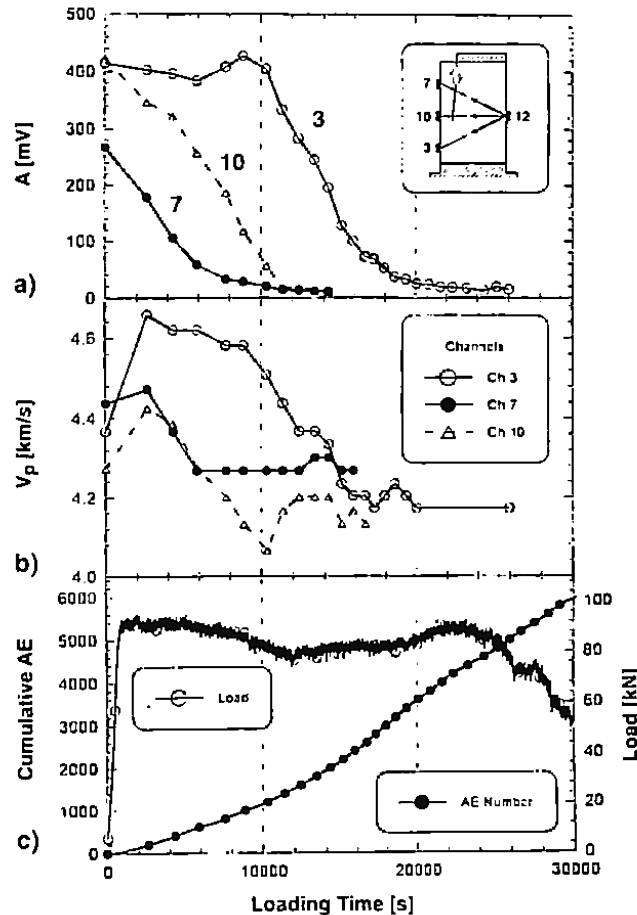 500
400
300
200
100
0
A [mV]
a)
3
10
7
7
10
3
12
4.6
4.4
4.2
4.0
Vp [km/s]
b)
Channels
Ch 3
Ch 7
Ch 10
6000
5000
4000
3000
2000
1000
0
Cumulative AE
c)
Load
AE Number
100
80
60
40
20
0
Load [kN]
0
10000
20000
30000
Loading Time [s]